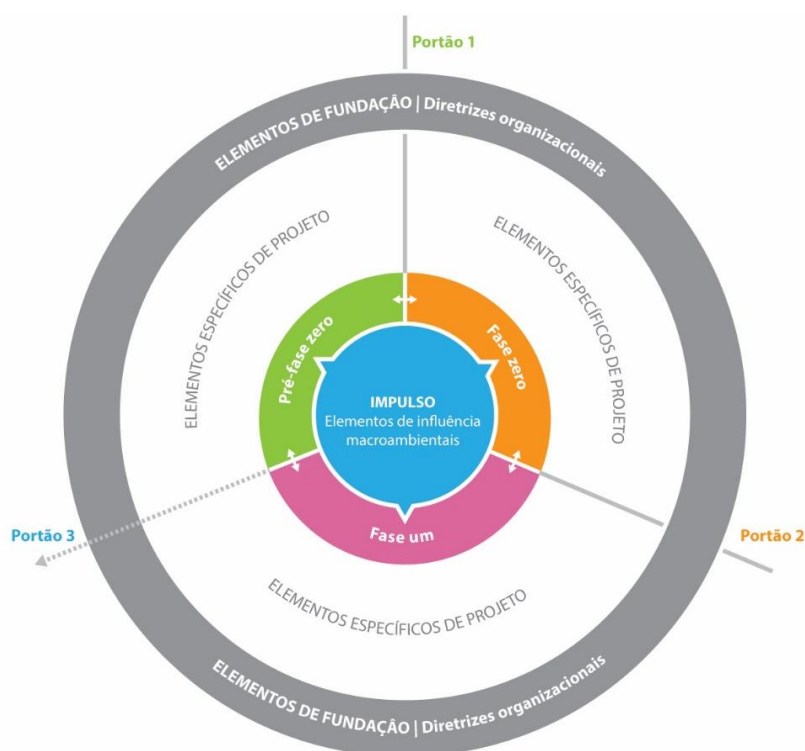 Portão 1
ELEMENTOS DE FUNDAÇÃO | Diretrizes organizacionais
ELEMENTOS ESPECÍFICOS DE PROJETO
ELEMENTOS ESPECÍFICOS DE PROJETO
Pré-fase zero
Fase zero
IMPULSO
Elementos de influência
macroambientais
Fase um
Portão 3
Portão 2
ELEMENTOS ESPECÍFICOS DE PROJETO
ELEMENTOS DE FUNDAÇÃO | Diretrizes organizacionais